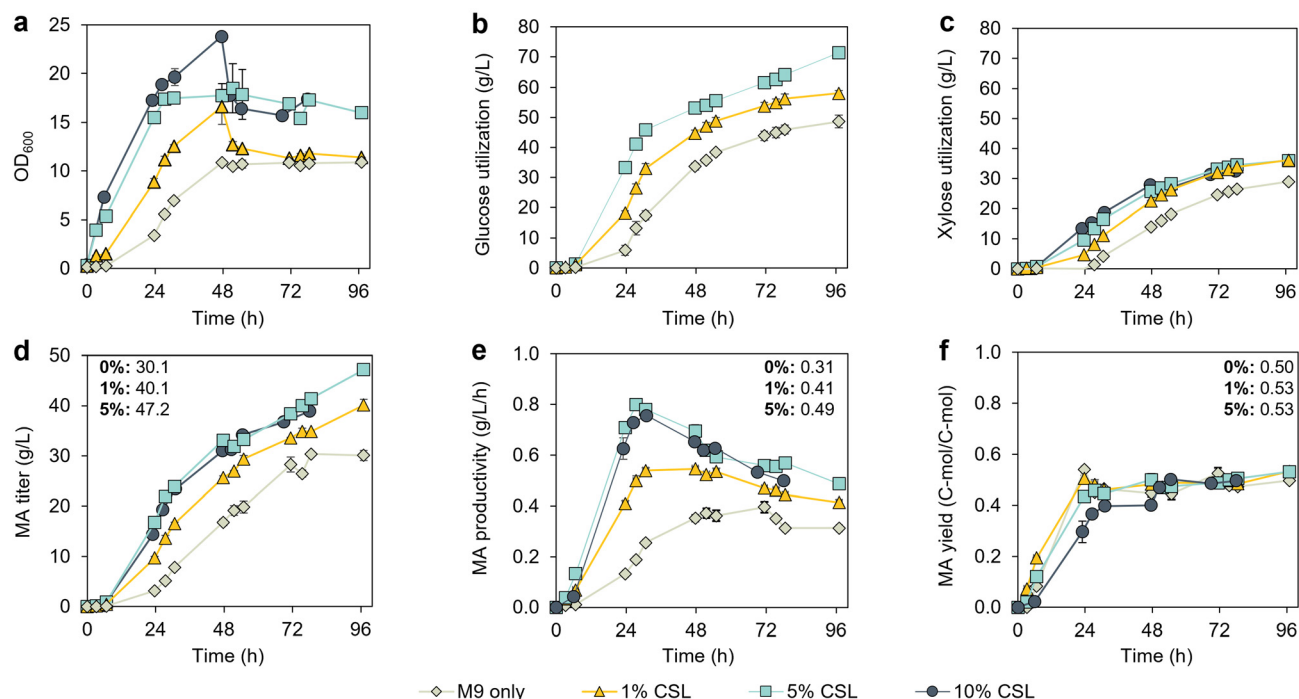 a
25
20
15
10
5
0
OD600
0 24 48 72 96
Time (h)
b
80
70
60
50
40
30
20
10
0
Glucose utilization (g/L)
0 24 48 72 96
Time (h)
c
80
70
60
50
40
30
20
10
0
Xylose utilization (g/L)
0 24 48 72 96
Time (h)
d
50
40
30
20
10
0
MA titer (g/L)
0%: 30.1
1%: 40.1
5%: 47.2
0 24 48 72 96
Time (h)
e
1.0
0.8
0.6
0.4
0.2
0.0
MA productivity (g/L/h)
0%: 0.31
1%: 0.41
5%: 0.49
0 24 48 72 96
Time (h)
f
1.0
0.8
0.6
0.4
0.2
0.0
MA yield (C-mol/C-mol)
0%: 0.50
1%: 0.53
5%: 0.53
0 24 48 72 96
Time (h)
M9 only 1% CSL 5% CSL 10% CSL